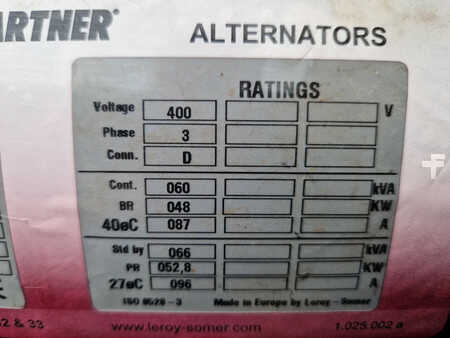 ARTNER®
ALTERNATORS
RATINGS
Voltage 400 V
Phase 3
Conn. D
Cont. 060 kVA
BR 048 KW
40øC 087 A
Std by 066 kVA
PR 052,8 KW
27øC 096 A
ISO 8528 - 3 Made in Europe by Leroy - Somer
2 & 33 www.leroy-somer.com 1.025.002 a